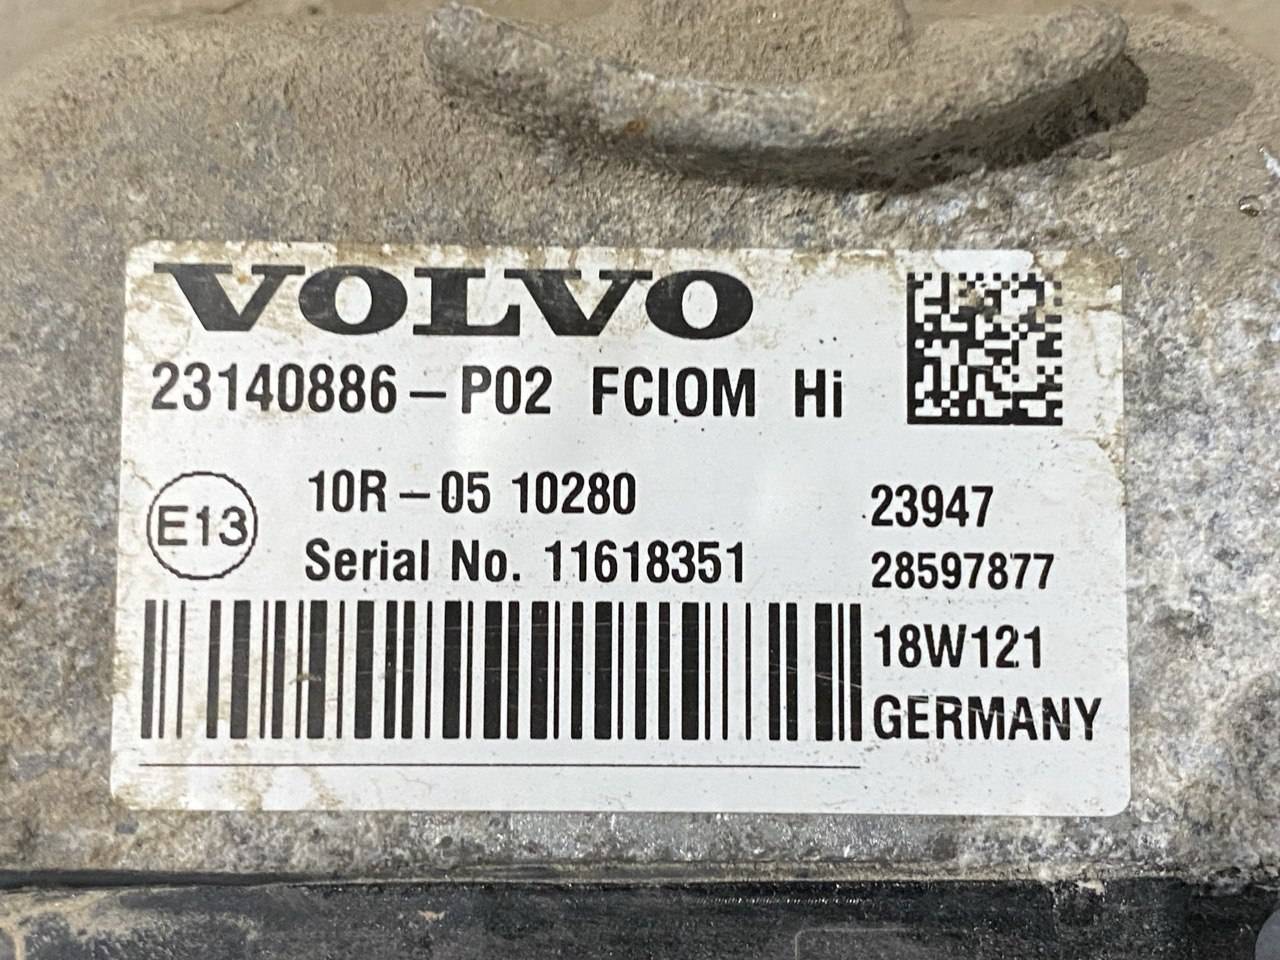 VOLVO
23140886-P02 FCIOM Hi
E13
10R-05 10280
Serial No. 11618351
23947
28597877
18W121
GERMANY